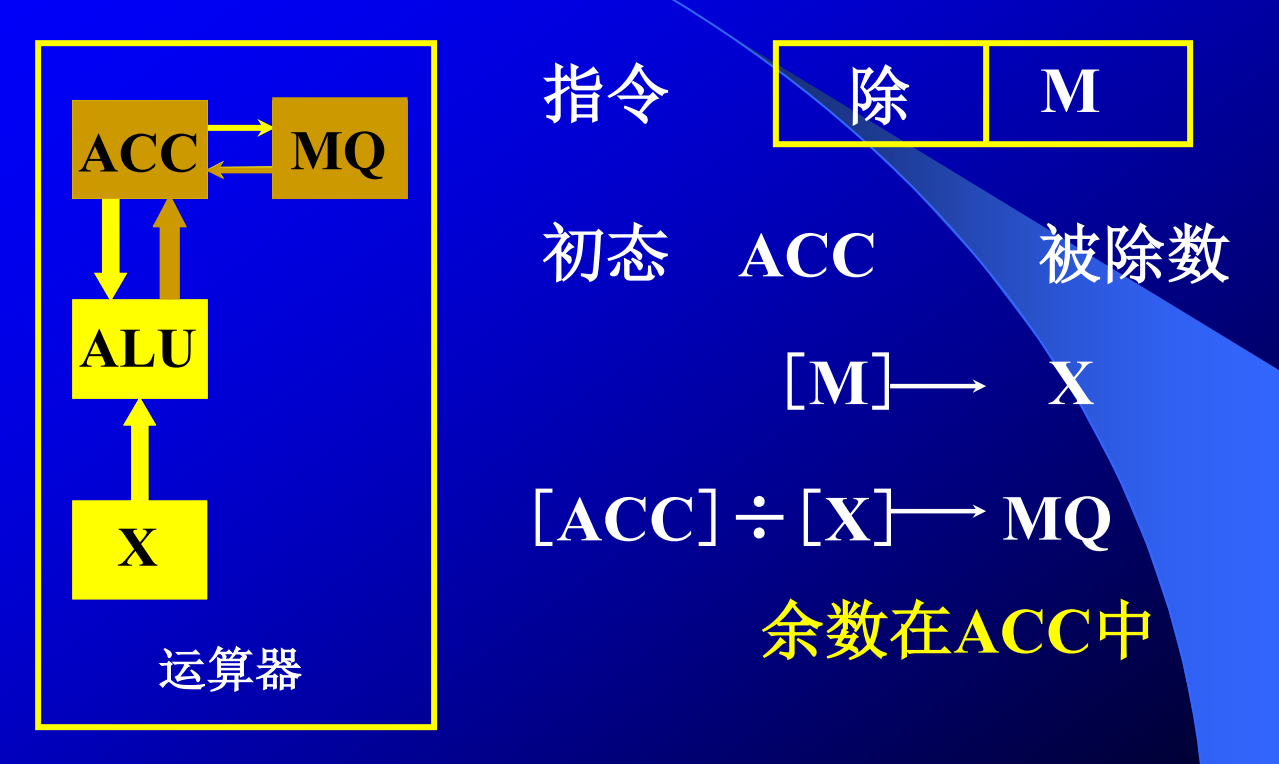 ACC MQ
ALU
X
运算器
指令 除 M
初态 ACC 被除数
[M] → X
[ACC] ÷ [X] → MQ
余数在ACC中